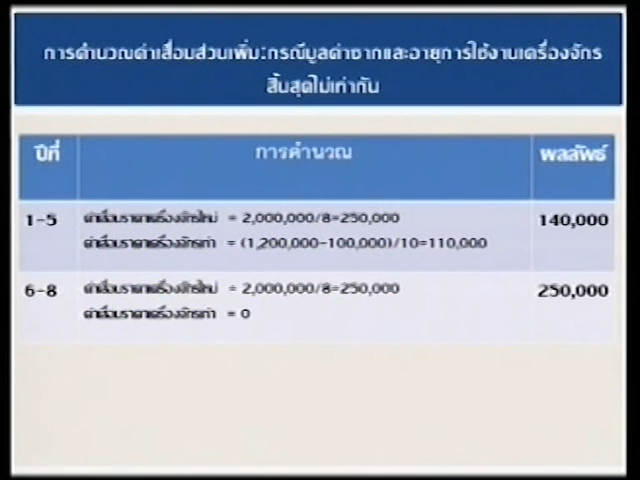 การคำนวณค่าเสื่อมส่วนเพิ่ม:กรณีมูลค่าซากและอายุการใช้งานเครื่องจักร
สิ้นสุดไม่เท่ากัน
ปีที่ การคำนวณ ผลลัพธ์
1-5 ค่าเสื่อมราคาเครื่องจักรใหม่ = 2,000,000/8=250,000 140,000
ค่าเสื่อมราคาเครื่องจักรเก่า = (1,200,000-100,000)/10=110,000
6-8 ค่าเสื่อมราคาเครื่องจักรใหม่ = 2,000,000/8=250,000 250,000
ค่าเสื่อมราคาเครื่องจักรเก่า = 0